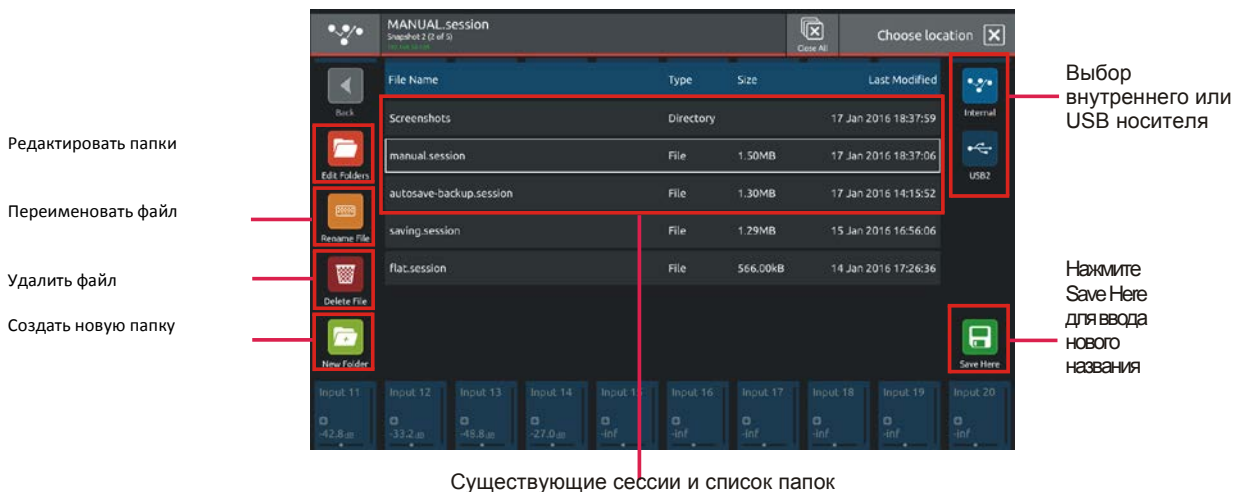 MANUAL.session
Snapshot 2 (2 of 5)
Close All
Choose location
Back
Edit Folders
Rename File
Delete File
New Folder
File Name Type Size Last Modified
Screenshots Directory 17 Jan 2016 18:37:59
manual.session File 1.50MB 17 Jan 2016 18:37:06
autosave-backup.session File 1.30MB 17 Jan 2016 14:15:52
saving.session File 1.29MB 15 Jan 2016 16:56:06
flat.session File 566.00kB 14 Jan 2016 17:26:36
Internal
USB2
Save Here
Input 11 Input 12 Input 13 Input 14 Input 15 Input 16 Input 17 Input 18 Input 19 Input 20
-42.8 dB -33.2 dB -48.8 dB -27.0 dB -inf -inf -inf -inf -inf -inf
Редактировать папки
Переименовать файл
Удалить файл
Создать новую папку
Выбор
внутреннего или
USB носителя
Нажмите
Save Here
для ввода
нового
названия
Существующие сессии и список папок